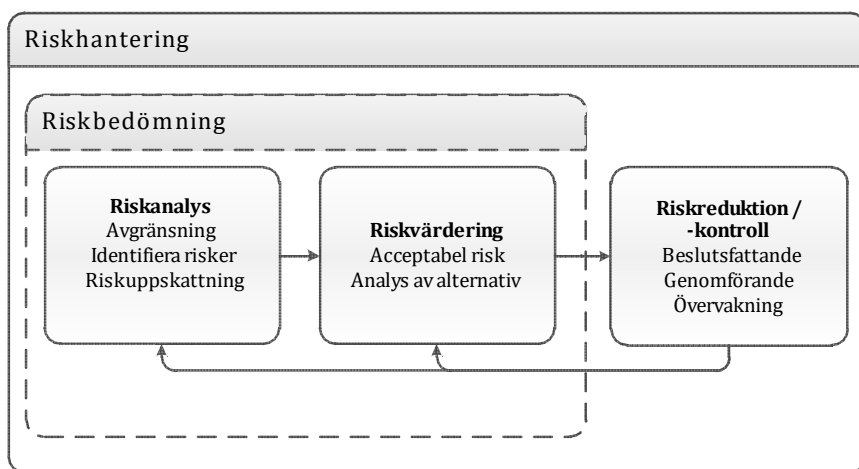 Riskhantering
Riskbedömning
Riskanalys
Avgränsning
Identifiera risker
Riskuppskattning
Riskvärdering
Acceptabel risk
Analys av alternativ
Riskreduktion /
-kontroll
Beslutsfattande
Genomförande
Övervakning